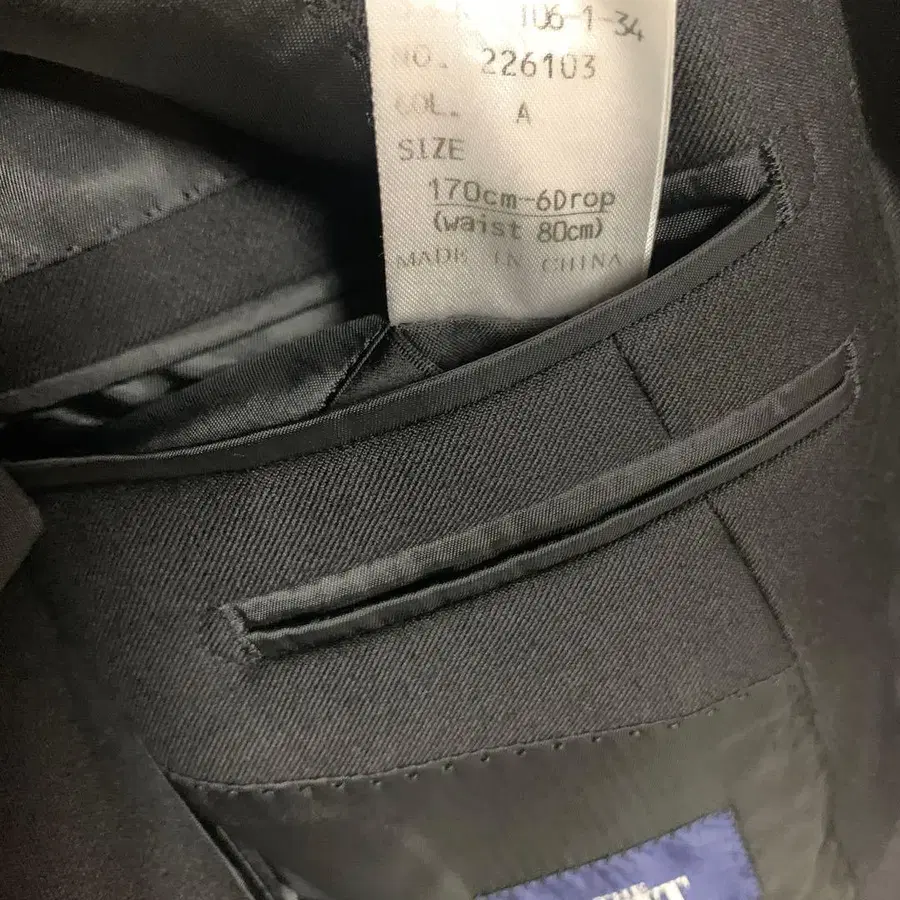 106-1-34
NO. 226103
COL. A
SIZE
170cm-6Drop
(waist 80cm)
MADE IN CHINA